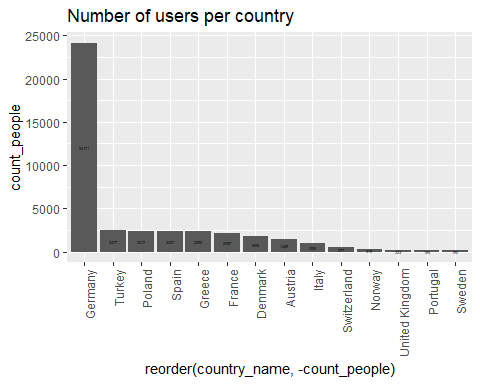 Number of users per country
count_people
25000
20000
15000
10000
5000
0
Germany
Turkey
Poland
Spain
Greece
France
Denmark
Austria
Italy
Switzerland
Norway
United Kingdom
Portugal
Sweden
reorder(country_name, -count_people)